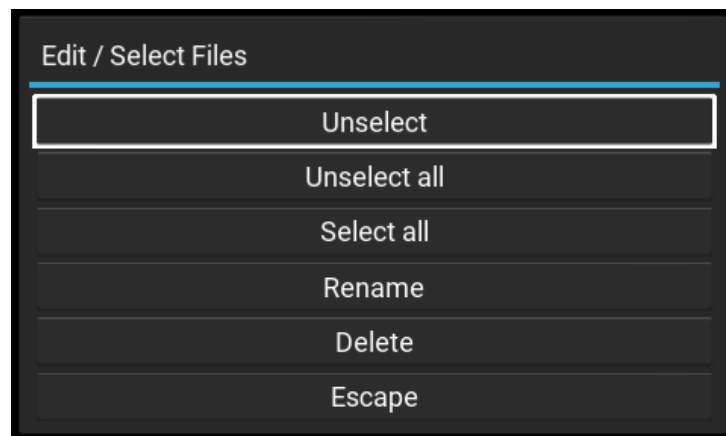 Edit / Select Files
Unselect
Unselect all
Select all
Rename
Delete
Escape